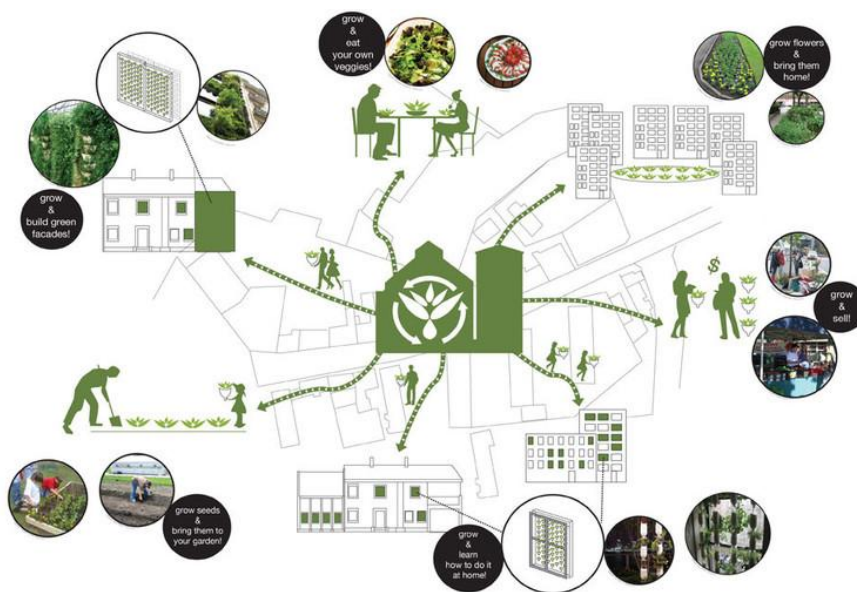 grow
&
eat
your own
veggies!
grow flowers
&
bring them
home!
grow
&
build green
facades!
$
grow
&
sell!
grow seeds
&
bring them to
your garden!
grow
&
learn
how to do it
at home!